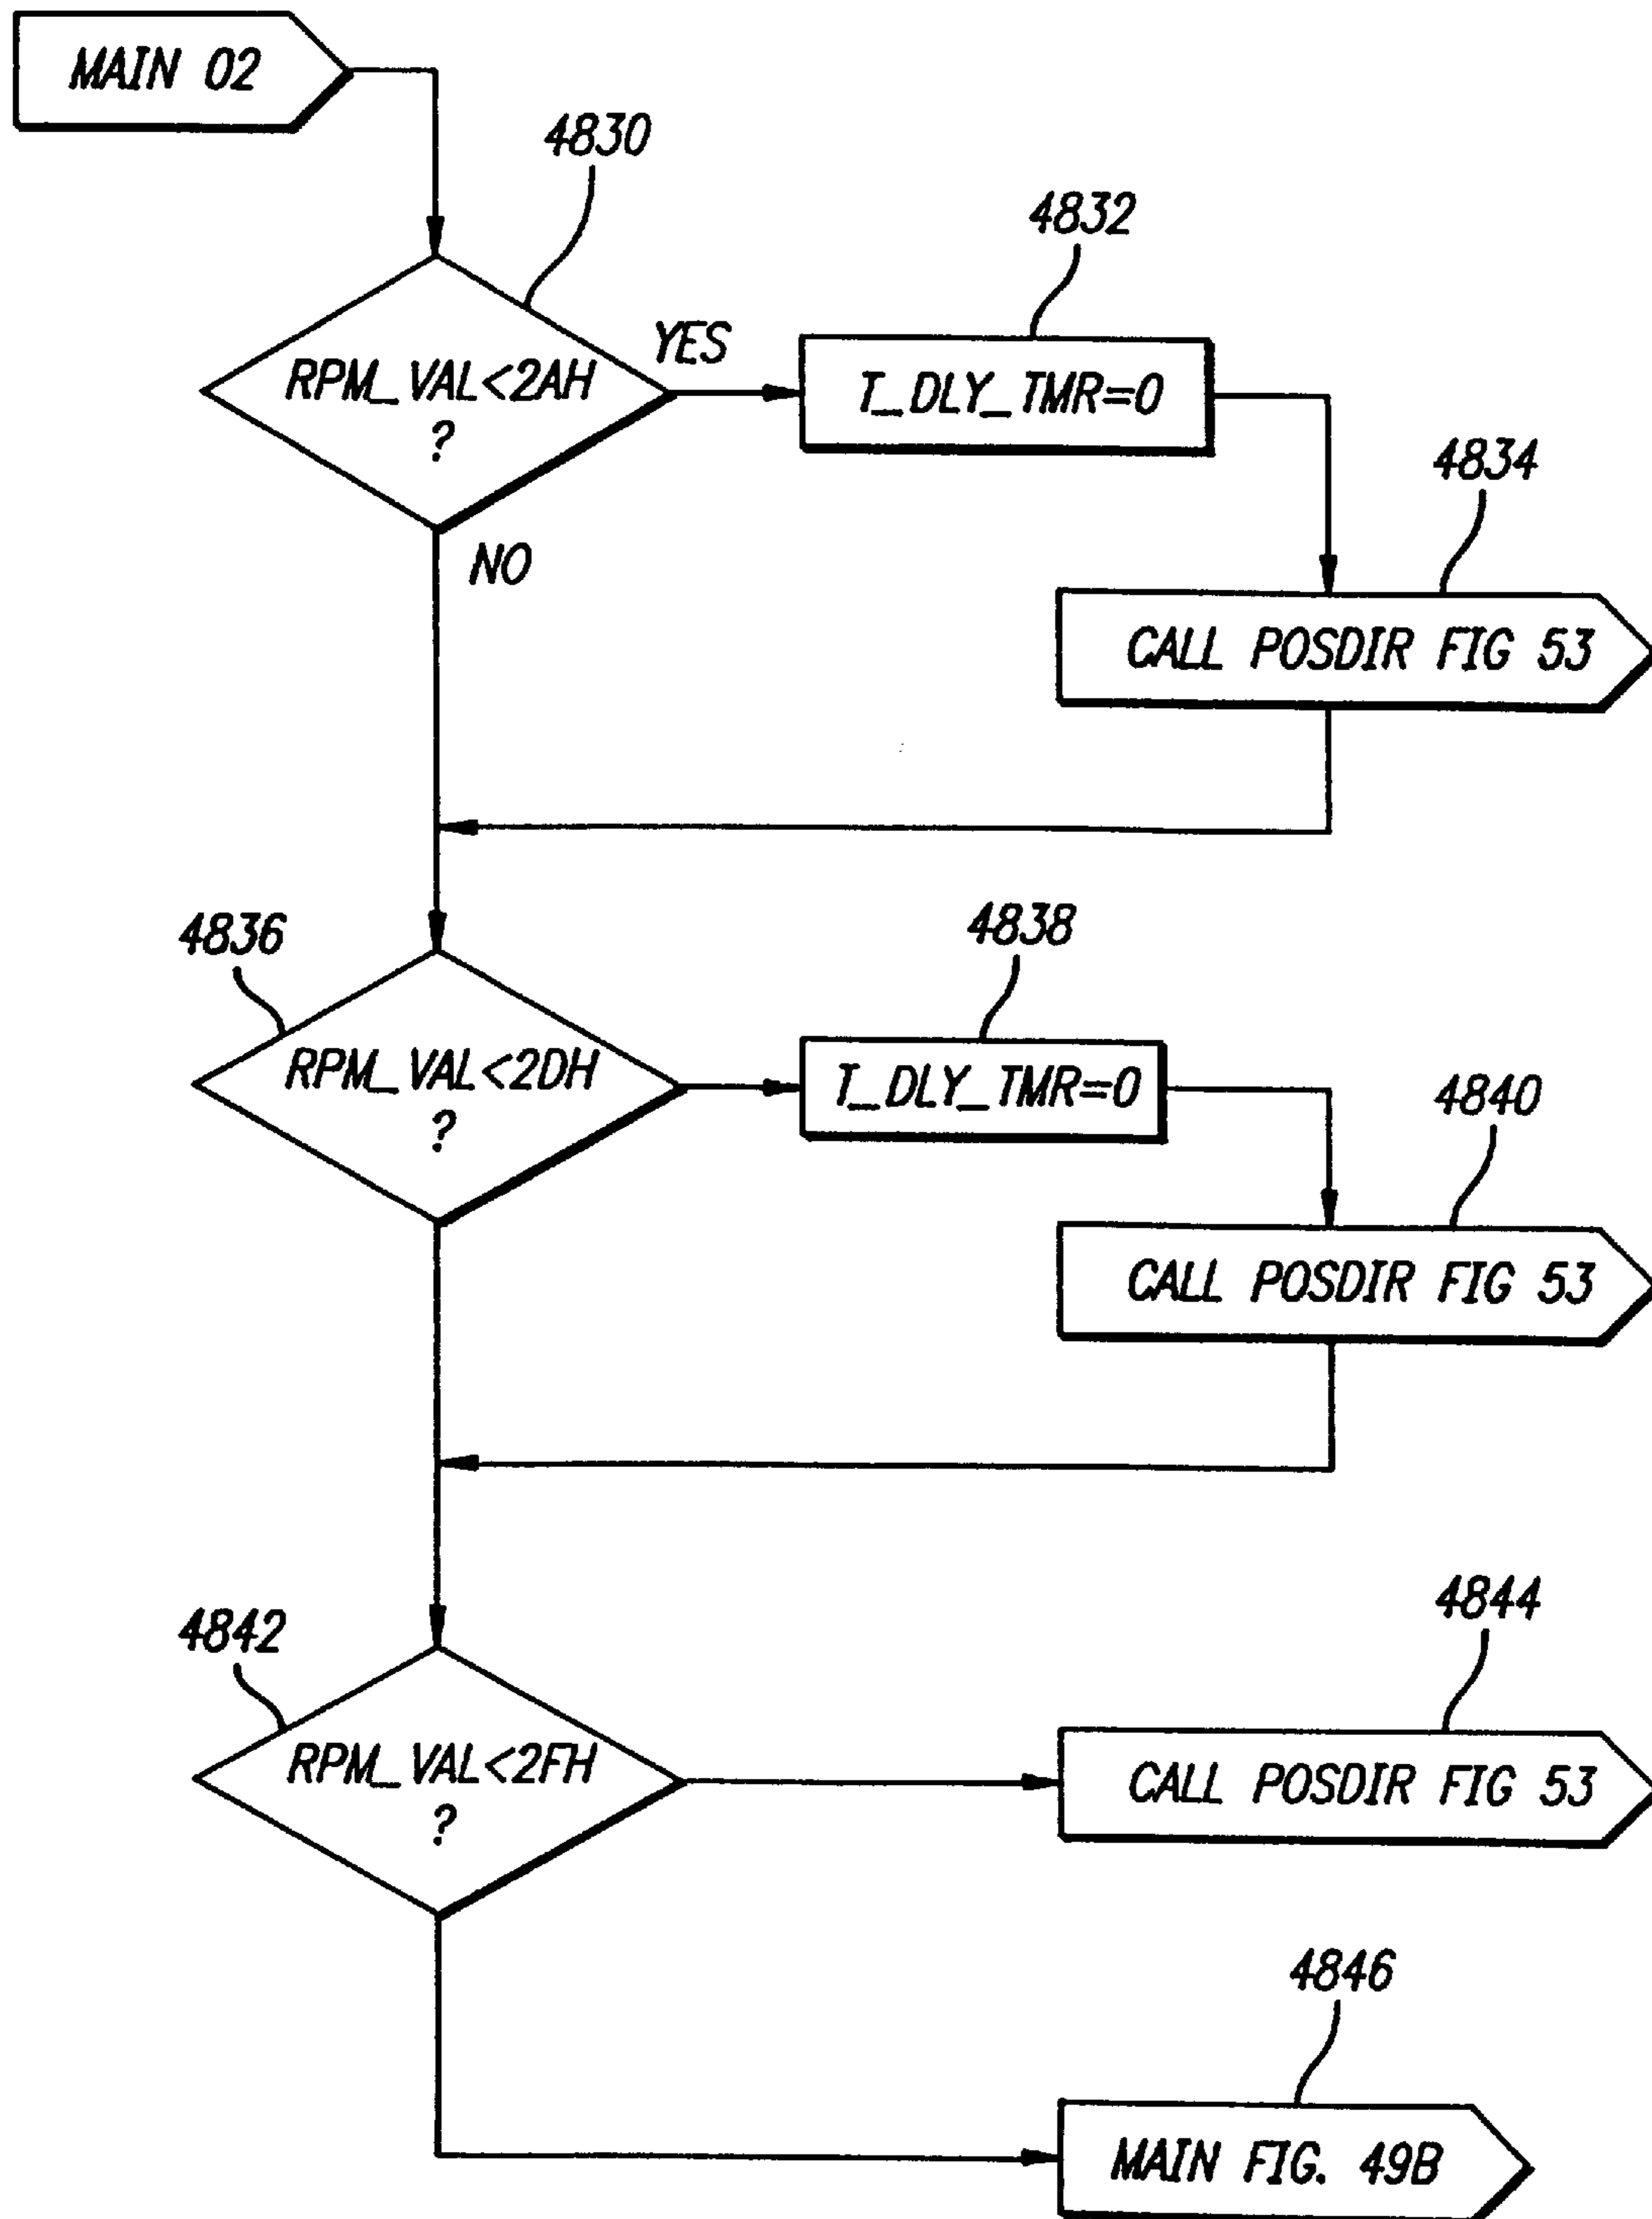 MAIN 02
4830
4832
RPM_VAL<2AH
?
YES
T_DLY_TMR=0
NO
4834
CALL POSDIR FIG 53
4836
RPM_VAL<2DH
?
4838
T_DLY_TMR=0
4840
CALL POSDIR FIG 53
4842
RPM_VAL<2FH
?
4844
CALL POSDIR FIG 53
4846
MAIN FIG. 49B